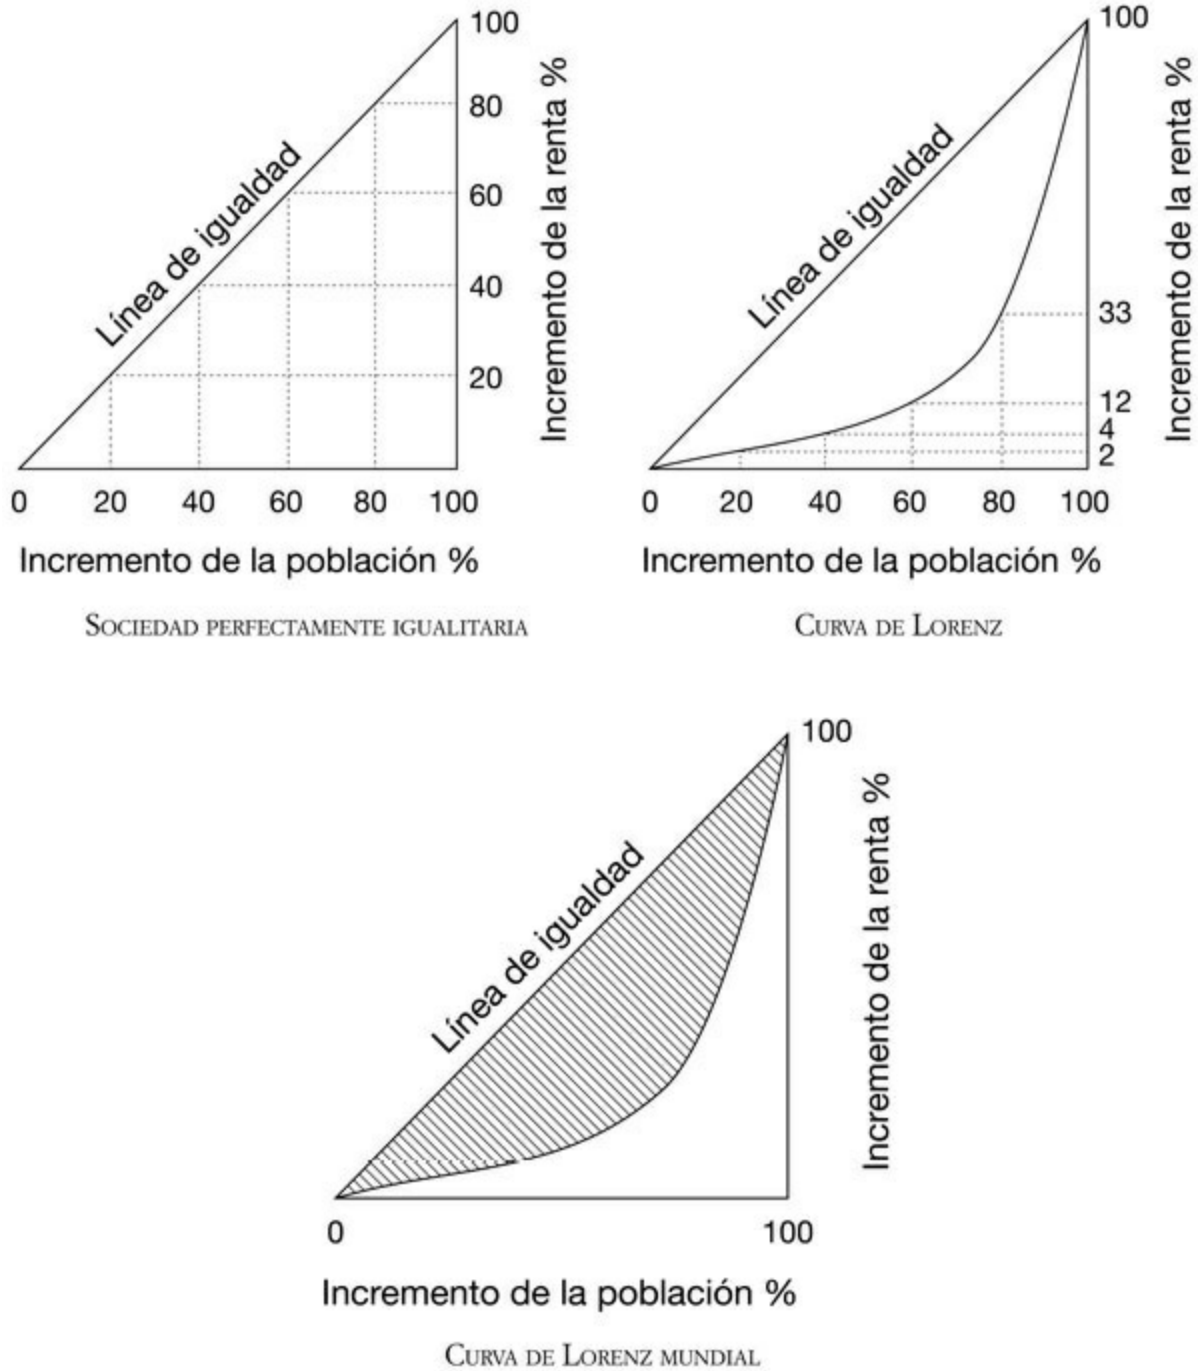 100
80
60
40
20
Incremento de la renta %
Línea de igualdad
0 20 40 60 80 100
Incremento de la población %
SOCIEDAD PERFECTAMENTE IGUALITARIA
100
33
12
4
2
Incremento de la renta %
Línea de igualdad
0 20 40 60 80 100
Incremento de la población %
CURVA DE LORENZ
100
Incremento de la renta %
Línea de igualdad
0 100
Incremento de la población %
CURVA DE LORENZ MUNDIAL